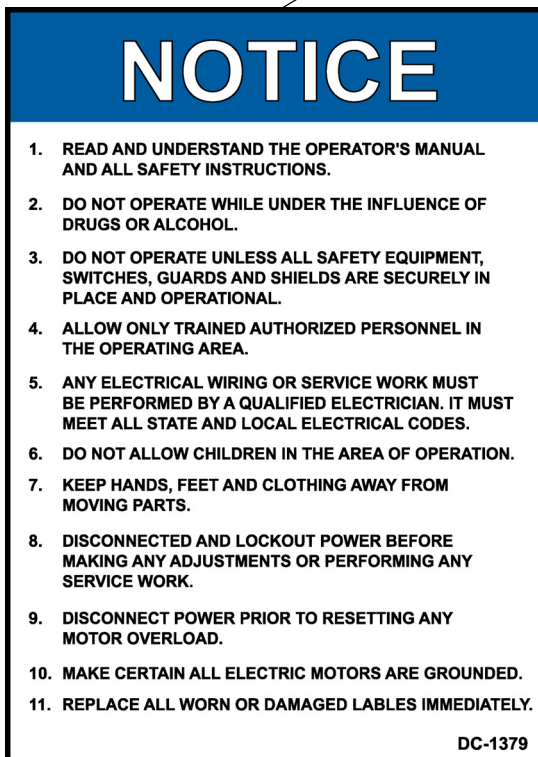 NOTICE
1. READ AND UNDERSTAND THE OPERATOR'S MANUAL
AND ALL SAFETY INSTRUCTIONS.
2. DO NOT OPERATE WHILE UNDER THE INFLUENCE OF
DRUGS OR ALCOHOL.
3. DO NOT OPERATE UNLESS ALL SAFETY EQUIPMENT,
SWITCHES, GUARDS AND SHIELDS ARE SECURELY IN
PLACE AND OPERATIONAL.
4. ALLOW ONLY TRAINED AUTHORIZED PERSONNEL IN
THE OPERATING AREA.
5. ANY ELECTRICAL WIRING OR SERVICE WORK MUST
BE PERFORMED BY A QUALIFIED ELECTRICIAN. IT MUST
MEET ALL STATE AND LOCAL ELECTRICAL CODES.
6. DO NOT ALLOW CHILDREN IN THE AREA OF OPERATION.
7. KEEP HANDS, FEET AND CLOTHING AWAY FROM
MOVING PARTS.
8. DISCONNECTED AND LOCKOUT POWER BEFORE
MAKING ANY ADJUSTMENTS OR PERFORMING ANY
SERVICE WORK.
9. DISCONNECT POWER PRIOR TO RESETTING ANY
MOTOR OVERLOAD.
10. MAKE CERTAIN ALL ELECTRIC MOTORS ARE GROUNDED.
11. REPLACE ALL WORN OR DAMAGED LABLES IMMEDIATELY.
DC-1379